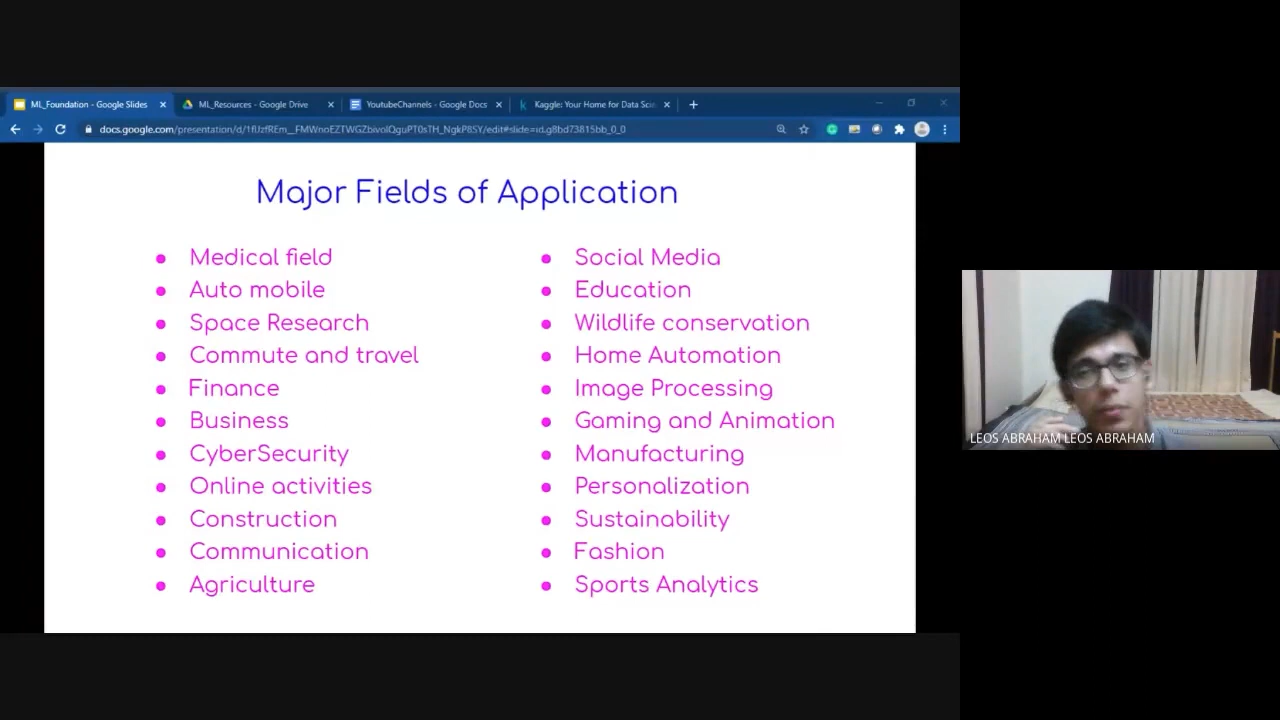 ML_Foundation - Google Slides
ML_Resources - Google Drive
YoutubeChannels - Google Docs
Kaggle: Your Home for Data Scie
Major Fields of Application
Medical field
Auto mobile
Space Research
Commute and travel
Finance
Business
CyberSecurity
Online activities
Construction
Communication
Agriculture
Social Media
Education
Wildlife conservation
Home Automation
Image Processing
Gaming and Animation
Manufacturing
Personalization
Sustainability
Fashion
Sports Analytics
LEOS ABRAHAM LEOS ABRAHAM